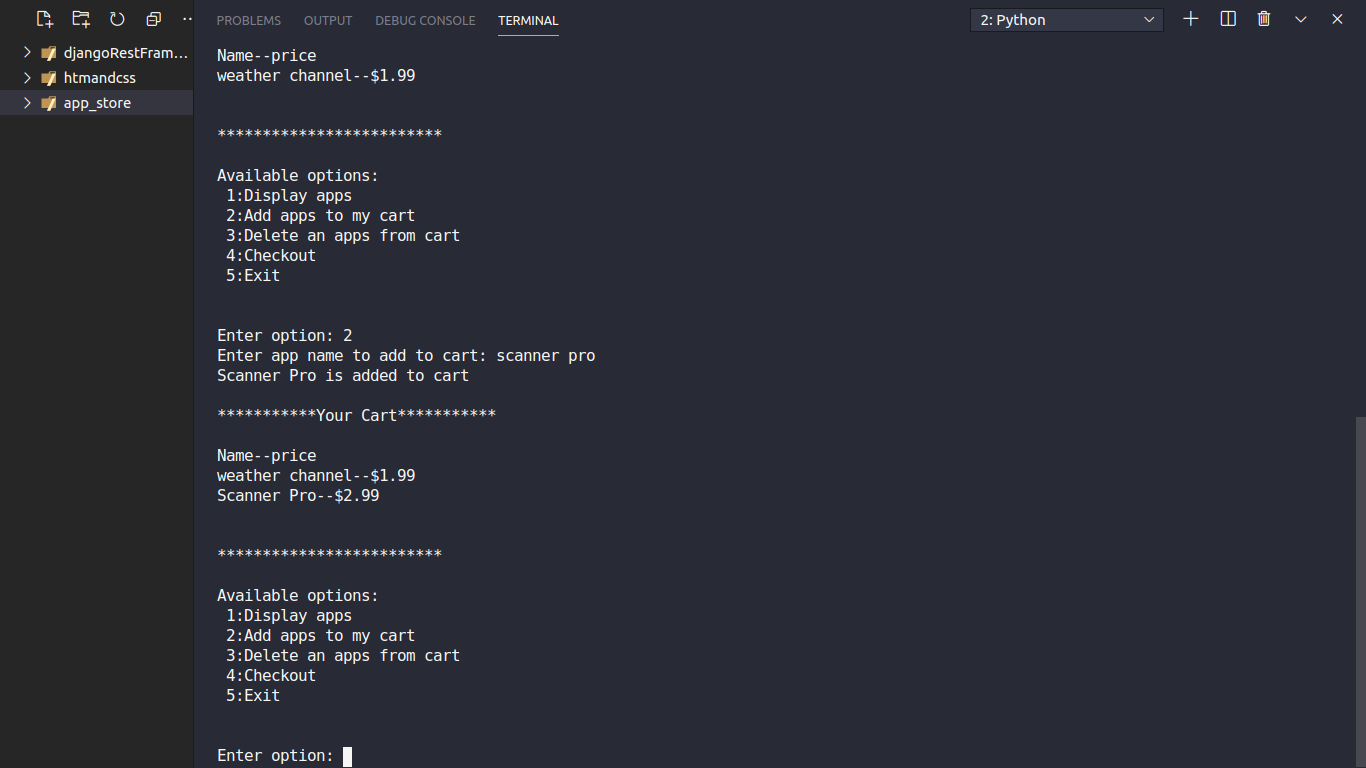 PROBLEMS OUTPUT DEBUG CONSOLE TERMINAL 2: Python
djangoRestFram...
htmandcss
app_store
Name--price
weather channel--$1.99
*************************
Available options:
1:Display apps
2:Add apps to my cart
3:Delete an apps from cart
4:Checkout
5:Exit
Enter option: 2
Enter app name to add to cart: scanner pro
Scanner Pro is added to cart
***********Your Cart***********
Name--price
weather channel--$1.99
Scanner Pro--$2.99
*************************
Available options:
1:Display apps
2:Add apps to my cart
3:Delete an apps from cart
4:Checkout
5:Exit
Enter option: